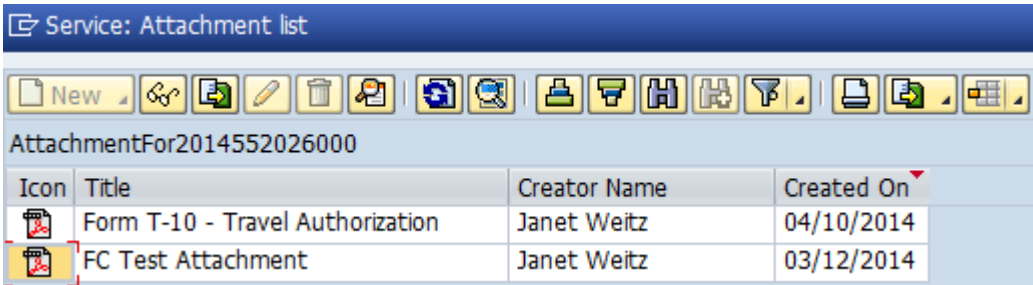 Service: Attachment list
New
AttachmentFor2014552026000
Icon Title Creator Name Created On
Form T-10 - Travel Authorization Janet Weitz 04/10/2014
FC Test Attachment Janet Weitz 03/12/2014